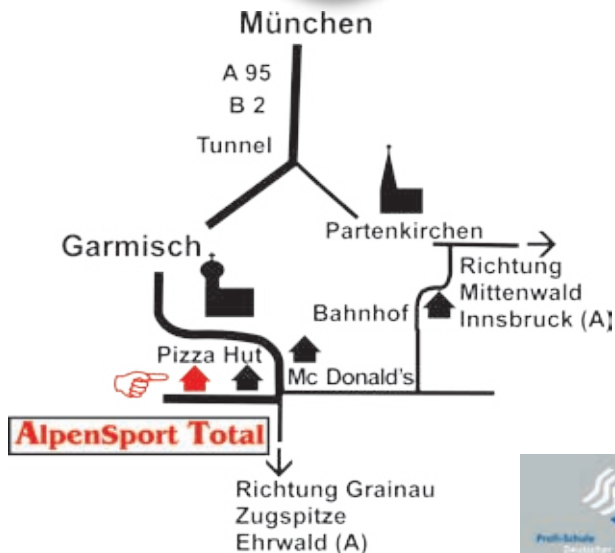 München
A 95
B 2
Tunnel
Partenkirchen
Garmisch
Richtung
Mittenwald
Innsbruck (A)
Bahnhof
Pizza Hut
Mc Donald's
AlpenSport Total
Richtung Grainau
Zugspitze
Ehrwald (A)
Profi-Schule